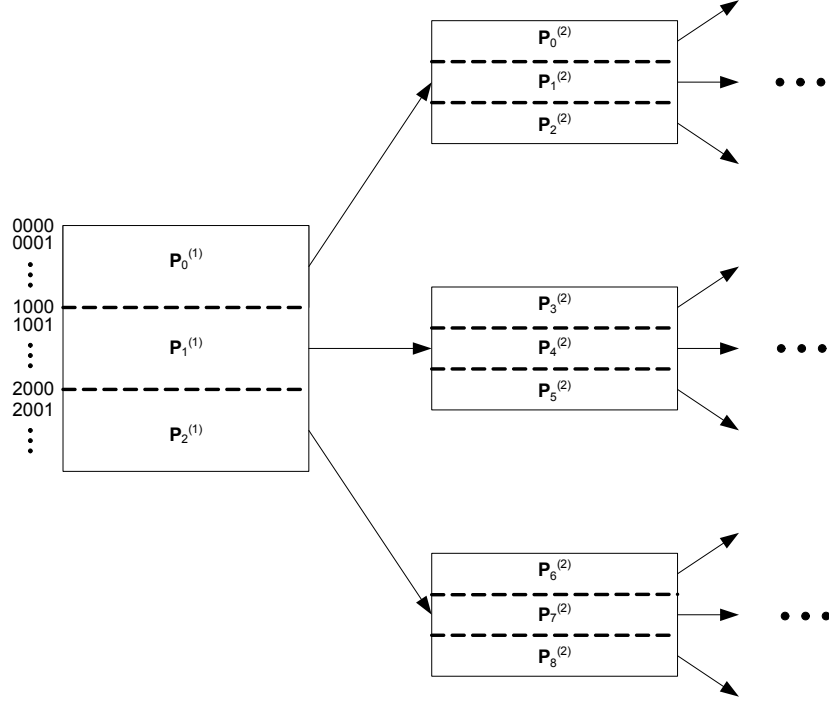 0000
0001
P₀⁽¹⁾
1000
1001
P₁⁽¹⁾
2000
2001
P₂⁽¹⁾
P₀⁽²⁾
P₁⁽²⁾
P₂⁽²⁾
P₃⁽²⁾
P₄⁽²⁾
P₅⁽²⁾
P₆⁽²⁾
P₇⁽²⁾
P₈⁽²⁾